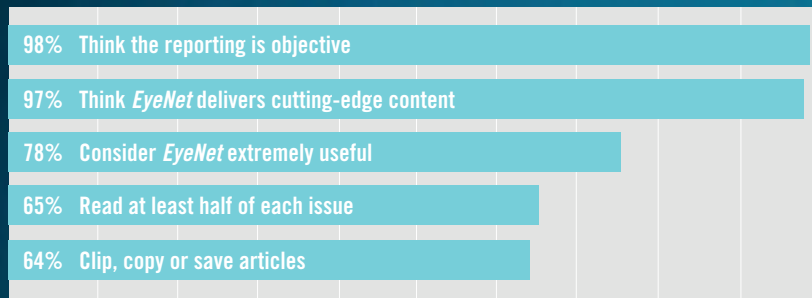 98% Think the reporting is objective
97% Think EyeNet delivers cutting-edge content
78% Consider EyeNet extremely useful
65% Read at least half of each issue
64% Clip, copy or save articles